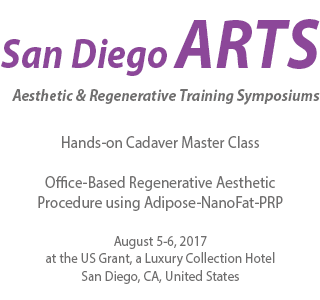 San Diego ARTS
Aesthetic & Regenerative Training Symposiums
Hands-on Cadaver Master Class
Office-Based Regenerative Aesthetic
Procedure using Adipose-NanoFat-PRP
August 5-6, 2017
at the US Grant, a Luxury Collection Hotel
San Diego, CA, United States